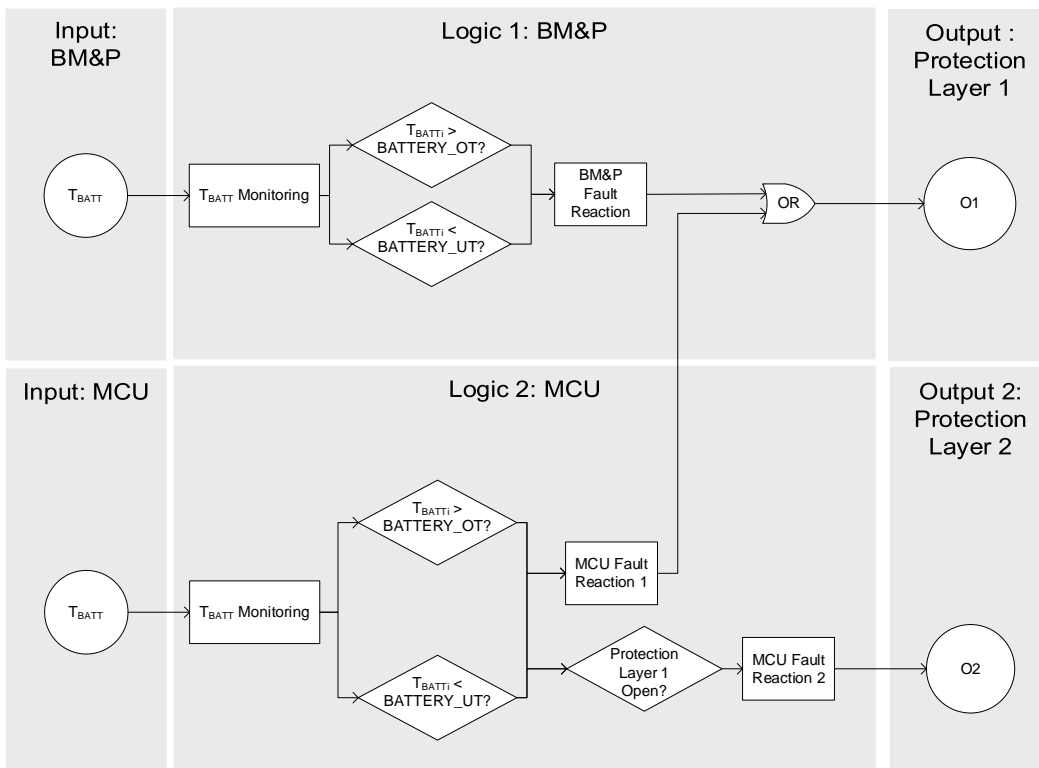 Input:
BM&P
Logic 1: BM&P
Output :
Protection
Layer 1
TBATT
TBATT Monitoring
TBATTi >
BATTERY_OT?
TBATTi <
BATTERY_UT?
BM&P
Fault
Reaction
OR
O1
Input: MCU
Logic 2: MCU
Output 2:
Protection
Layer 2
TBATT
TBATT Monitoring
TBATTi >
BATTERY_OT?
TBATTi <
BATTERY_UT?
MCU Fault
Reaction 1
Protection
Layer 1
Open?
MCU Fault
Reaction 2
O2